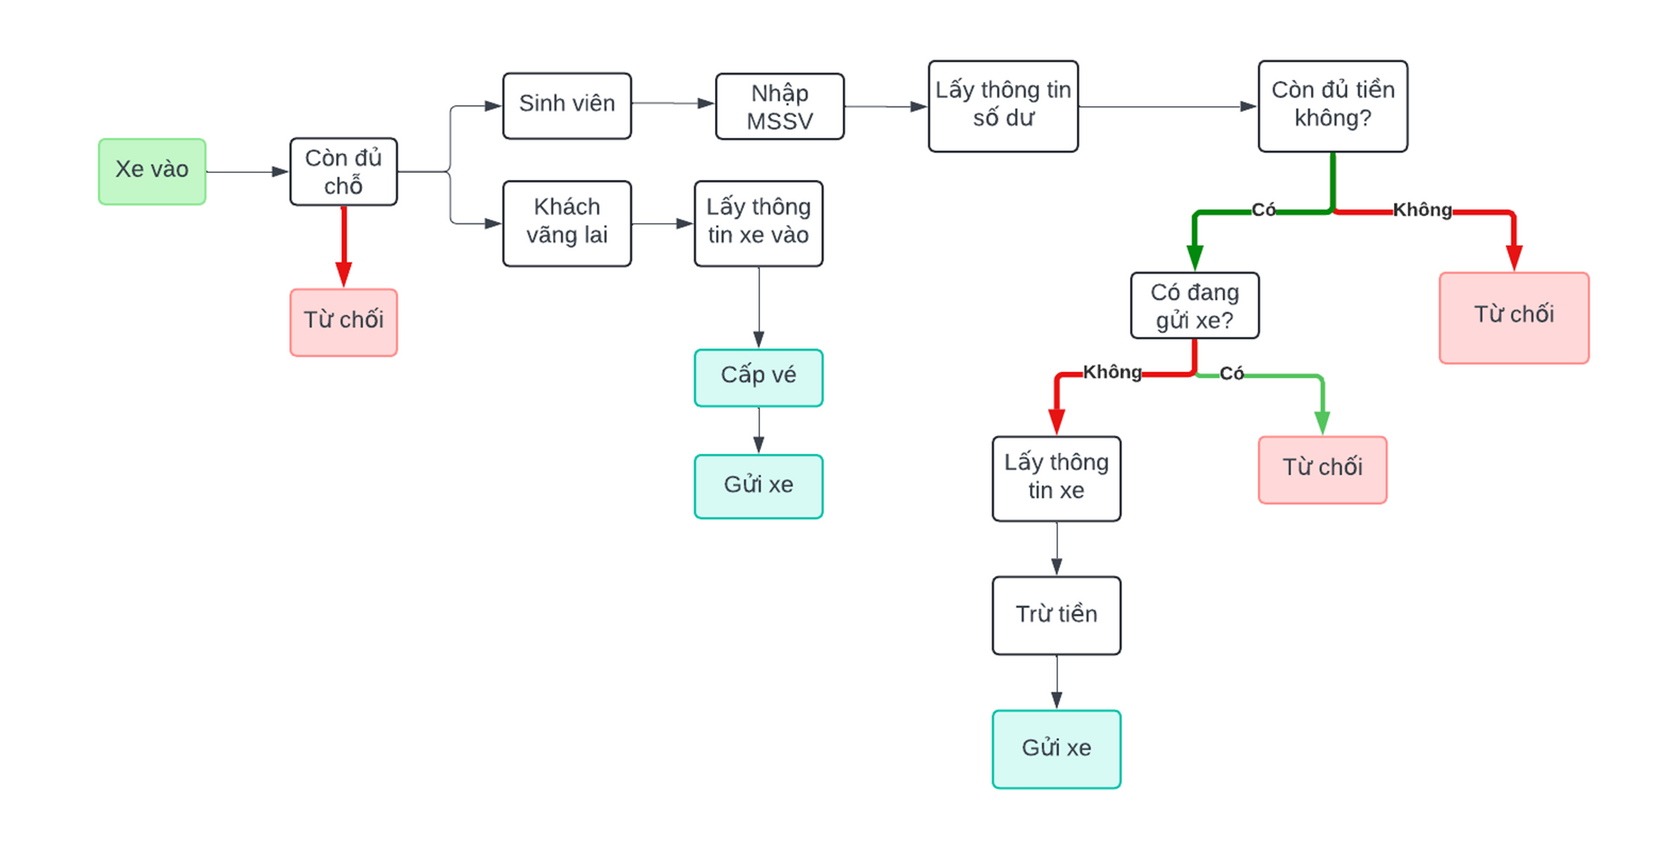 Xe vào
Còn đủ
chỗ
Từ chối
Sinh viên
Nhập
MSSV
Lấy thông tin
số dư
Còn đủ tiền
không?
Khách
vãng lai
Lấy thông
tin xe vào
Cấp vé
Gửi xe
Có
Không
Có đang
gửi xe?
Từ chối
Không
Có
Lấy thông
tin xe
Từ chối
Trừ tiền
Gửi xe